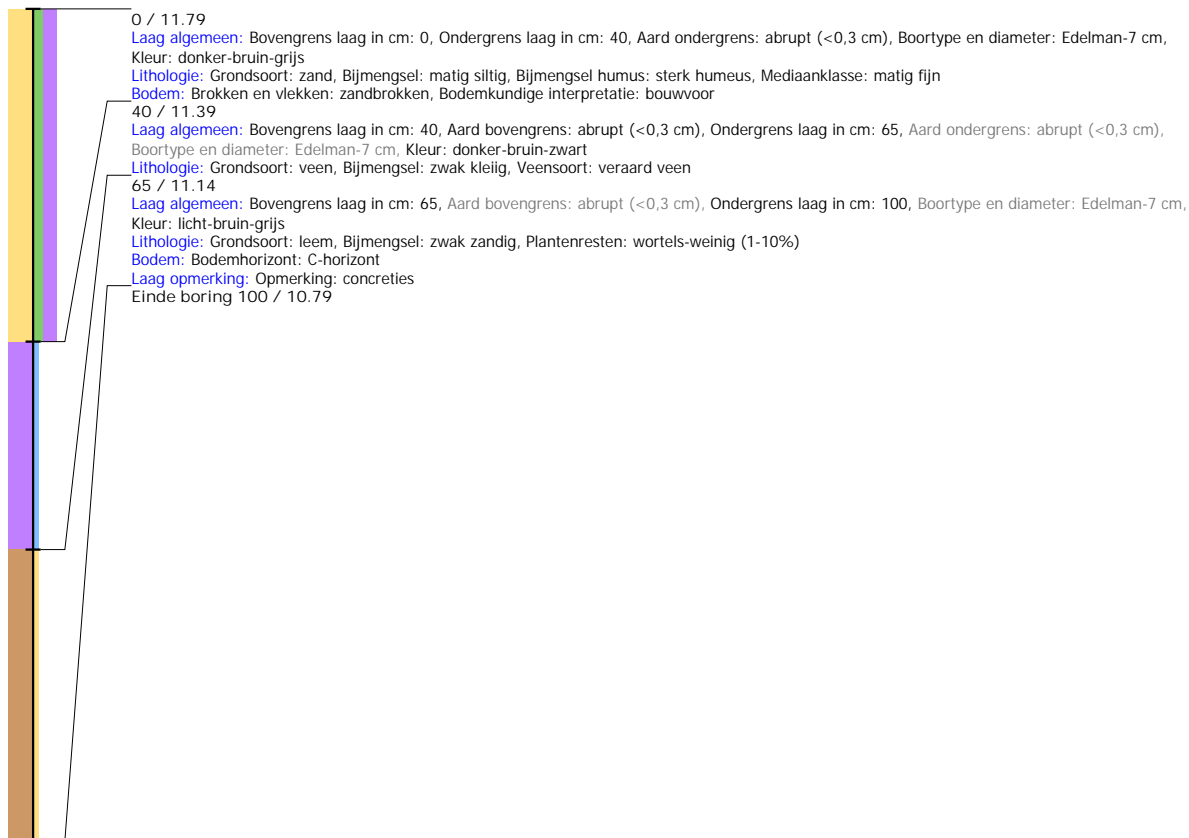 0 / 11.79
Laag algemeen: Bovengrens laag in cm: 0, Ondergrens laag in cm: 40, Aard ondergrens: abrupt (<0,3 cm), Boortype en diameter: Edelman-7 cm,
Kleur: donker-bruin-grijs
Lithologie: Grondsoort: zand, Bijmengsel: matig siltig, Bijmengsel humus: sterk humeus, Mediaanklasse: matig fijn
Bodem: Brokken en vlekken: zandbrokken, Bodemkundige interpretatie: bouwvoor
40 / 11.39
Laag algemeen: Bovengrens laag in cm: 40, Aard bovengrens: abrupt (<0,3 cm), Ondergrens laag in cm: 65, Aard ondergrens: abrupt (<0,3 cm),
Boortype en diameter: Edelman-7 cm, Kleur: donker-bruin-zwart
Lithologie: Grondsoort: veen, Bijmengsel: zwak kleiig, Veensoort: veraard veen
65 / 11.14
Laag algemeen: Bovengrens laag in cm: 65, Aard bovengrens: abrupt (<0,3 cm), Ondergrens laag in cm: 100, Boortype en diameter: Edelman-7 cm,
Kleur: licht-bruin-grijs
Lithologie: Grondsoort: leem, Bijmengsel: zwak zandig, Plantenresten: wortels-weinig (1-10%)
Bodem: Bodemhorizont: C-horizont
Laag opmerking: Opmerking: concreties
Einde boring 100 / 10.79